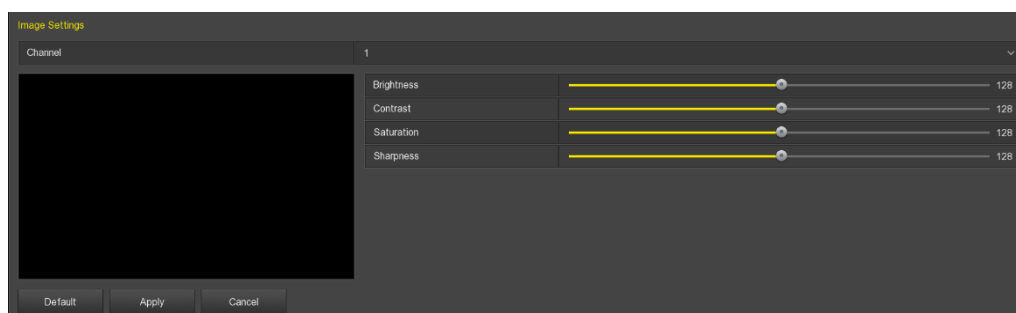 Image Settings
Channel 1
Brightness 128
Contrast 128
Saturation 128
Sharpness 128
Default Apply Cancel